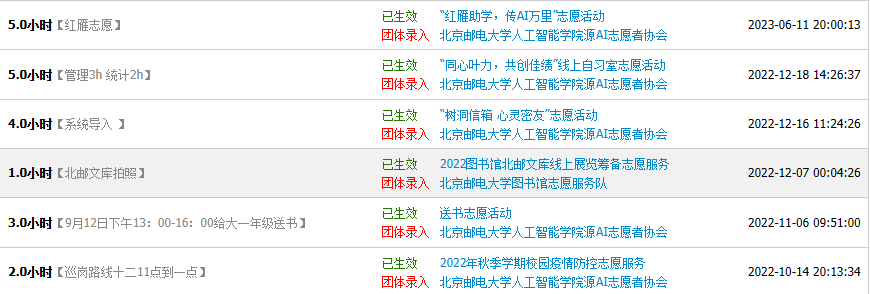 5.0小时【红雁志愿】 已生效 “红雁助学，传AI万里”志愿活动 2023-06-11 20:00:13
团体录入 北京邮电大学人工智能学院源AI志愿者协会
5.0小时【管理3h 统计2h】 已生效 “同心叶力，共创佳绩”线上自习室志愿活动 2022-12-18 14:26:37
团体录入 北京邮电大学人工智能学院源AI志愿者协会
4.0小时【系统导入 】 已生效 “树洞信箱 心灵密友”志愿活动 2022-12-16 11:24:26
团体录入 北京邮电大学人工智能学院源AI志愿者协会
1.0小时【北邮文库拍照】 已生效 2022图书馆北邮文库线上展览筹备志愿服务 2022-12-07 00:04:26
团体录入 北京邮电大学图书馆志愿服务队
3.0小时【9月12日下午13：00-16：00给大一年级送书】 已生效 送书志愿活动 2022-11-06 09:51:00
团体录入 北京邮电大学人工智能学院源AI志愿者协会
2.0小时【巡岗路线十二11点到一点】 已生效 2022年秋季学期校园疫情防控志愿服务 2022-10-14 20:13:34
团体录入 北京邮电大学人工智能学院源AI志愿者协会